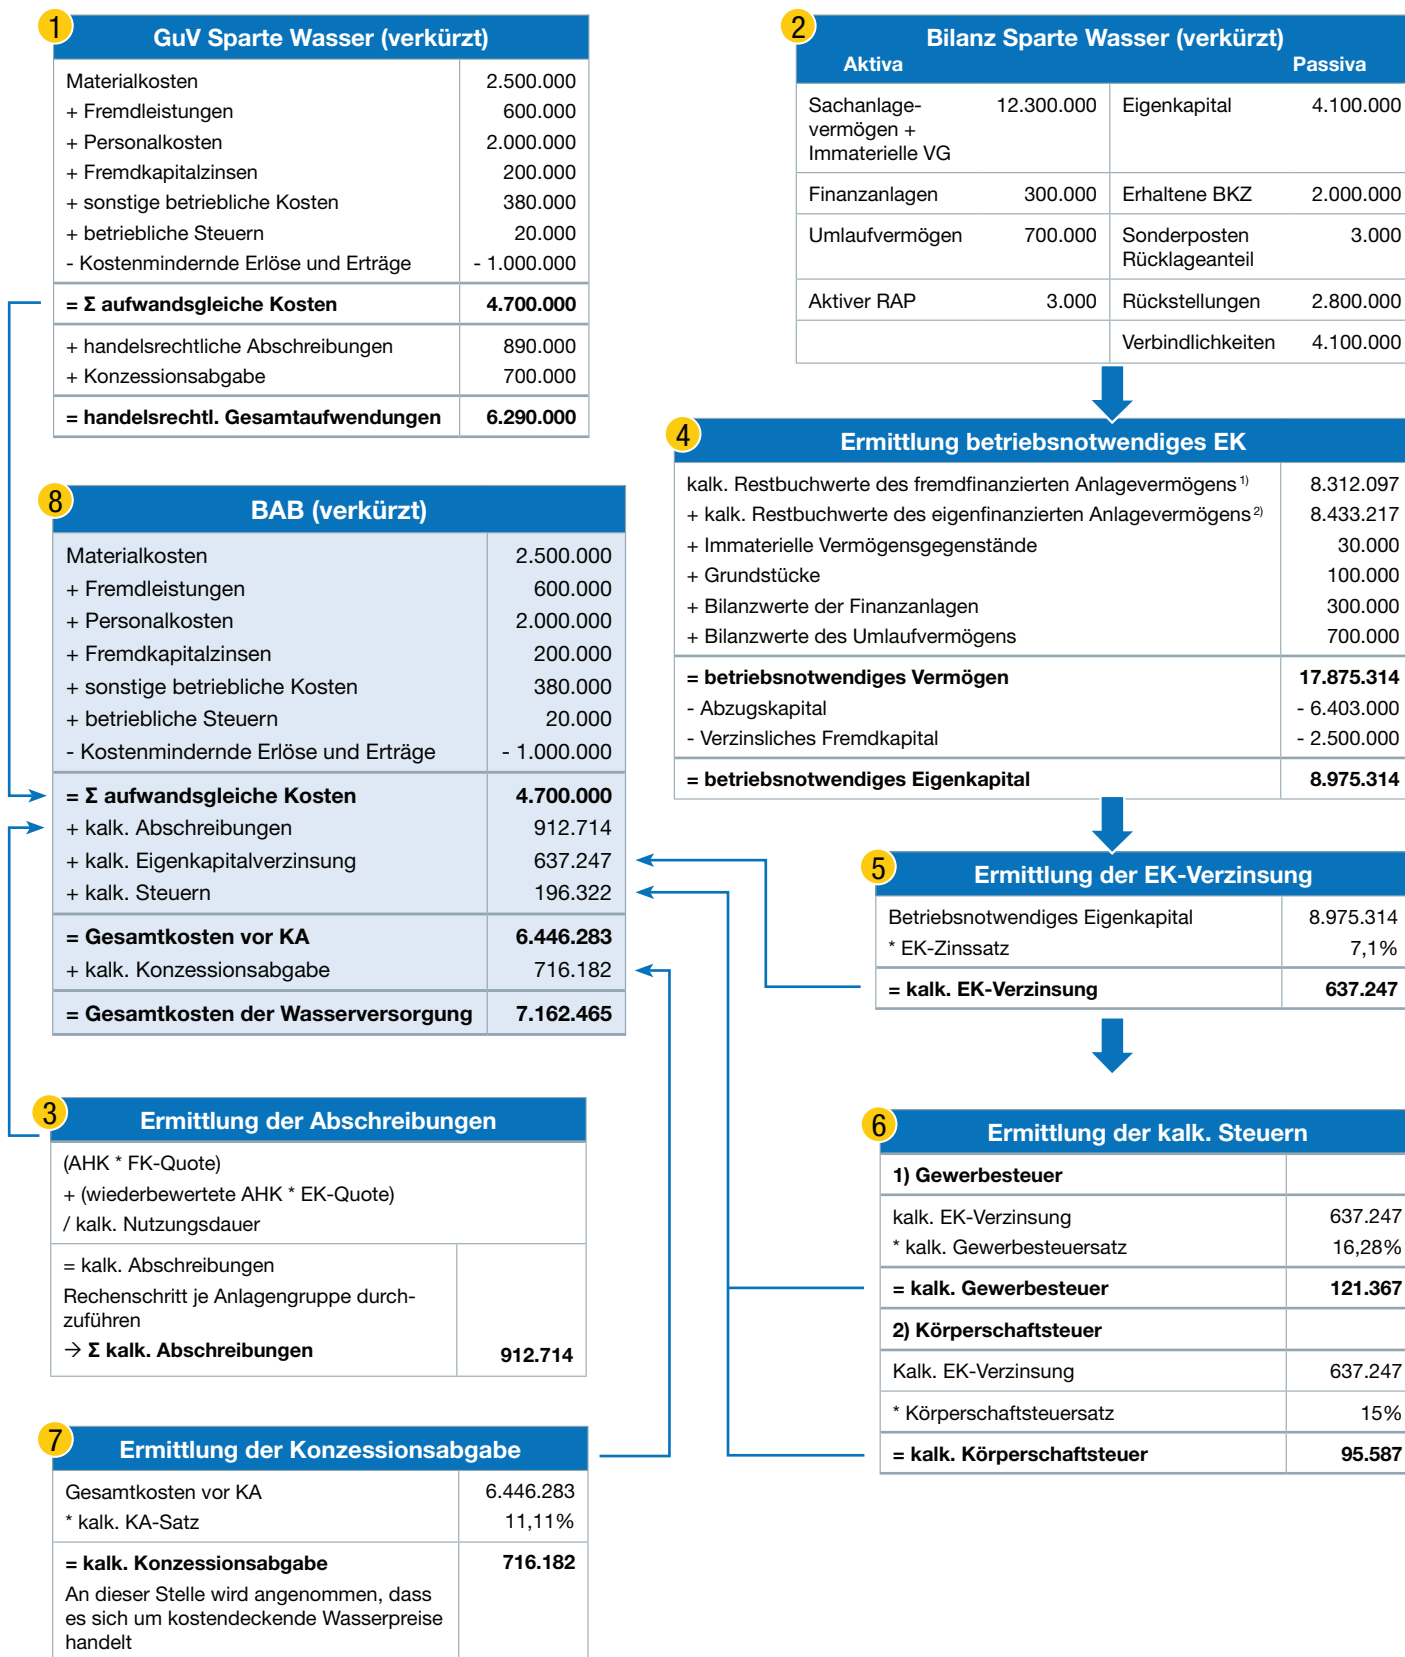 1
GuV Sparte Wasser (verkürzt)
Materialkosten 2.500.000
+ Fremdleistungen 600.000
+ Personalkosten 2.000.000
+ Fremdkapitalzinsen 200.000
+ sonstige betriebliche Kosten 380.000
+ betriebliche Steuern 20.000
- Kostenmindernde Erlöse und Erträge - 1.000.000
= Σ aufwandsgleiche Kosten 4.700.000
+ handelsrechtliche Abschreibungen 890.000
+ Konzessionsabgabe 700.000
= handelsrechtl. Gesamtaufwendungen 6.290.000
2
Bilanz Sparte Wasser (verkürzt)
Aktiva Passiva
Sachanlage- 12.300.000 Eigenkapital 4.100.000
vermögen +
Immaterielle VG
Finanzanlagen 300.000 Erhaltene BKZ 2.000.000
Umlaufvermögen 700.000 Sonderposten 3.000
Rücklageanteil
Aktiver RAP 3.000 Rückstellungen 2.800.000
Verbindlichkeiten 4.100.000
4
Ermittlung betriebsnotwendiges EK
kalk. Restbuchwerte des fremdfinanzierten Anlagevermögens 1) 8.312.097
+ kalk. Restbuchwerte des eigenfinanzierten Anlagevermögens 2) 8.433.217
+ Immaterielle Vermögensgegenstände 30.000
+ Grundstücke 100.000
+ Bilanzwerte der Finanzanlagen 300.000
+ Bilanzwerte des Umlaufvermögens 700.000
= betriebsnotwendiges Vermögen 17.875.314
- Abzugskapital - 6.403.000
- Verzinsliches Fremdkapital - 2.500.000
= betriebsnotwendiges Eigenkapital 8.975.314
8
BAB (verkürzt)
Materialkosten 2.500.000
+ Fremdleistungen 600.000
+ Personalkosten 2.000.000
+ Fremdkapitalzinsen 200.000
+ sonstige betriebliche Kosten 380.000
+ betriebliche Steuern 20.000
- Kostenmindernde Erlöse und Erträge - 1.000.000
= Σ aufwandsgleiche Kosten 4.700.000
+ kalk. Abschreibungen 912.714
+ kalk. Eigenkapitalverzinsung 637.247
+ kalk. Steuern 196.322
= Gesamtkosten vor KA 6.446.283
+ kalk. Konzessionsabgabe 716.182
= Gesamtkosten der Wasserversorgung 7.162.465
5
Ermittlung der EK-Verzinsung
Betriebsnotwendiges Eigenkapital 8.975.314
* EK-Zinssatz 7,1%
= kalk. EK-Verzinsung 637.247
3
Ermittlung der Abschreibungen
(AHK * FK-Quote)
+ (wiederbewertete AHK * EK-Quote)
/ kalk. Nutzungsdauer
= kalk. Abschreibungen
Rechenschritt je Anlagengruppe durch-
zuführen
→ Σ kalk. Abschreibungen 912.714
6
Ermittlung der kalk. Steuern
1) Gewerbesteuer
kalk. EK-Verzinsung 637.247
* kalk. Gewerbesteuersatz 16,28%
= kalk. Gewerbesteuer 121.367
2) Körperschaftsteuer
Kalk. EK-Verzinsung 637.247
* Körperschaftsteuersatz 15%
= kalk. Körperschaftsteuer 95.587
7
Ermittlung der Konzessionsabgabe
Gesamtkosten vor KA 6.446.283
* kalk. KA-Satz 11,11%
= kalk. Konzessionsabgabe 716.182
An dieser Stelle wird angenommen, dass
es sich um kostendeckende Wasserpreise
handelt